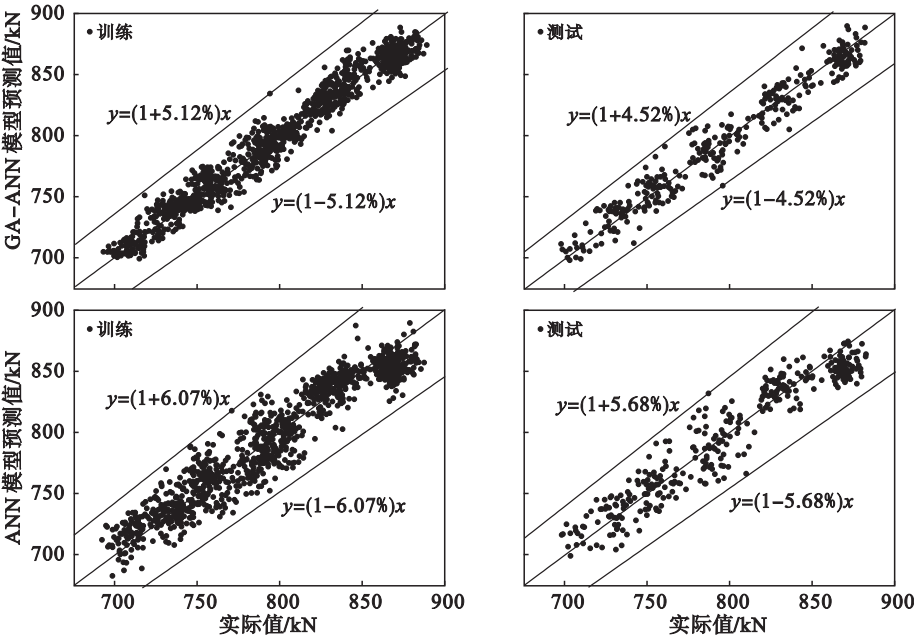 900
850
800
750
700
GA-ANN 模型预测值/kN
训练
y=(1+5.12%)x
y=(1-5.12%)x
测试
y=(1+4.52%)x
y=(1-4.52%)x
900
850
800
750
700
ANN 模型预测值/kN
训练
y=(1+6.07%)x
y=(1-6.07%)x
测试
y=(1+5.68%)x
y=(1-5.68%)x
700 750 800 850 900
实际值/kN
700 750 800 850 900
实际值/kN